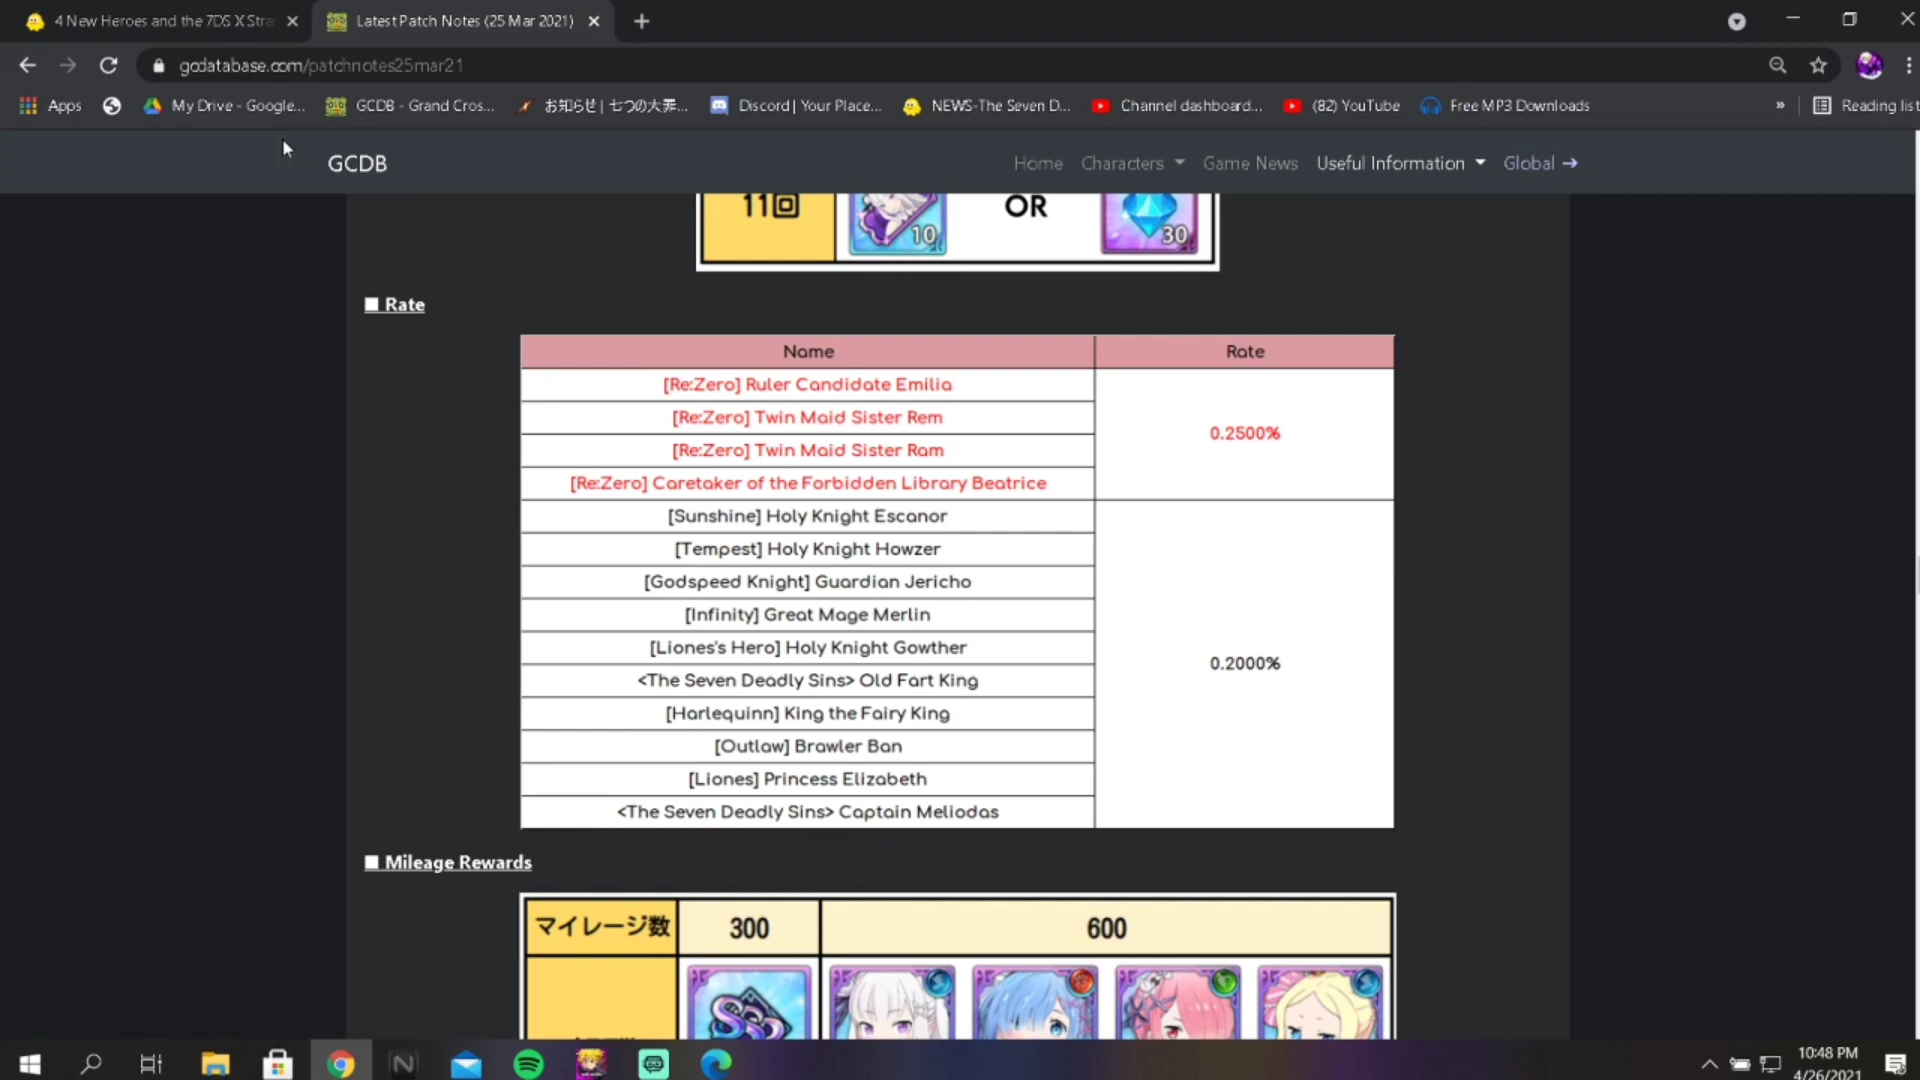 4 New Heroes and the 7DS X Stra
Latest Patch Notes (25 Mar 2021)
gcdatabase.com/patchnotes25mar21
Apps
My Drive - Google...
GCDB - Grand Cros...
お知らせ | 七つの大罪...
Discord | Your Place...
NEWS-The Seven D...
Channel dashboard...
(82) YouTube
Free MP3 Downloads
»
Reading list
GCDB
Home
Characters
Game News
Useful Information
Global →
11回
10
OR
30
■ Rate
Name
Rate
[Re:Zero] Ruler Candidate Emilia
[Re:Zero] Twin Maid Sister Rem
0.2500%
[Re:Zero] Twin Maid Sister Ram
[Re:Zero] Caretaker of the Forbidden Library Beatrice
[Sunshine] Holy Knight Escanor
[Tempest] Holy Knight Howzer
[Godspeed Knight] Guardian Jericho
[Infinity] Great Mage Merlin
[Liones's Hero] Holy Knight Gowther
0.2000%
<The Seven Deadly Sins> Old Fart King
[Harlequinn] King the Fairy King
[Outlaw] Brawler Ban
[Liones] Princess Elizabeth
<The Seven Deadly Sins> Captain Meliodas
■ Mileage Rewards
マイレージ数
300
600
SSR
10:48 PM
4/26/2021